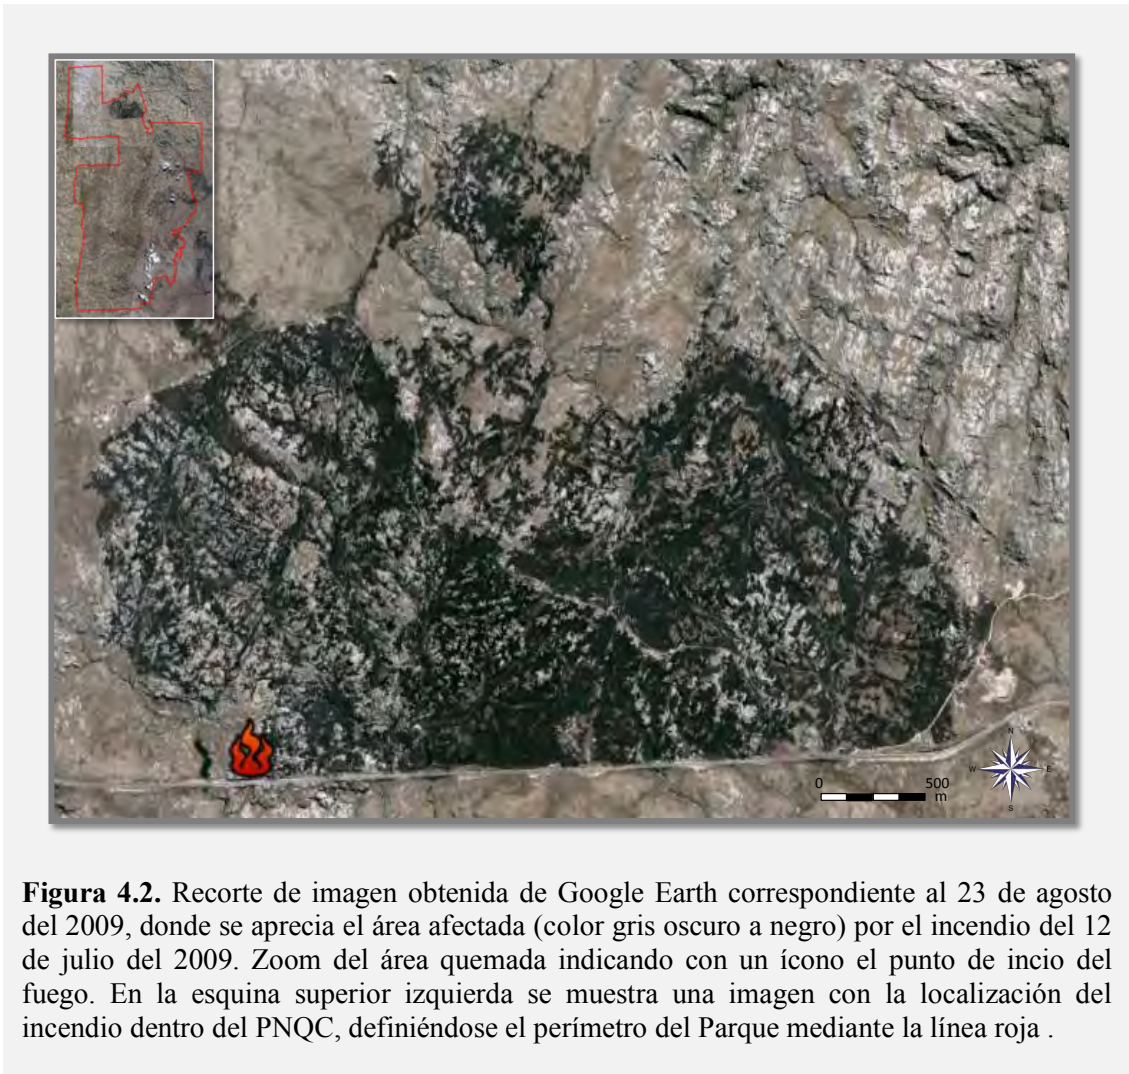 N
W
E
S
0 500
m
Figura 4.2. Recorte de imagen obtenida de Google Earth correspondiente al 23 de agosto
del 2009, donde se aprecia el área afectada (color gris oscuro a negro) por el incendio del 12
de julio del 2009. Zoom del área quemada indicando con un ícono el punto de incio del
fuego. En la esquina superior izquierda se muestra una imagen con la localización del
incendio dentro del PNQC, definiéndose el perímetro del Parque mediante la línea roja .